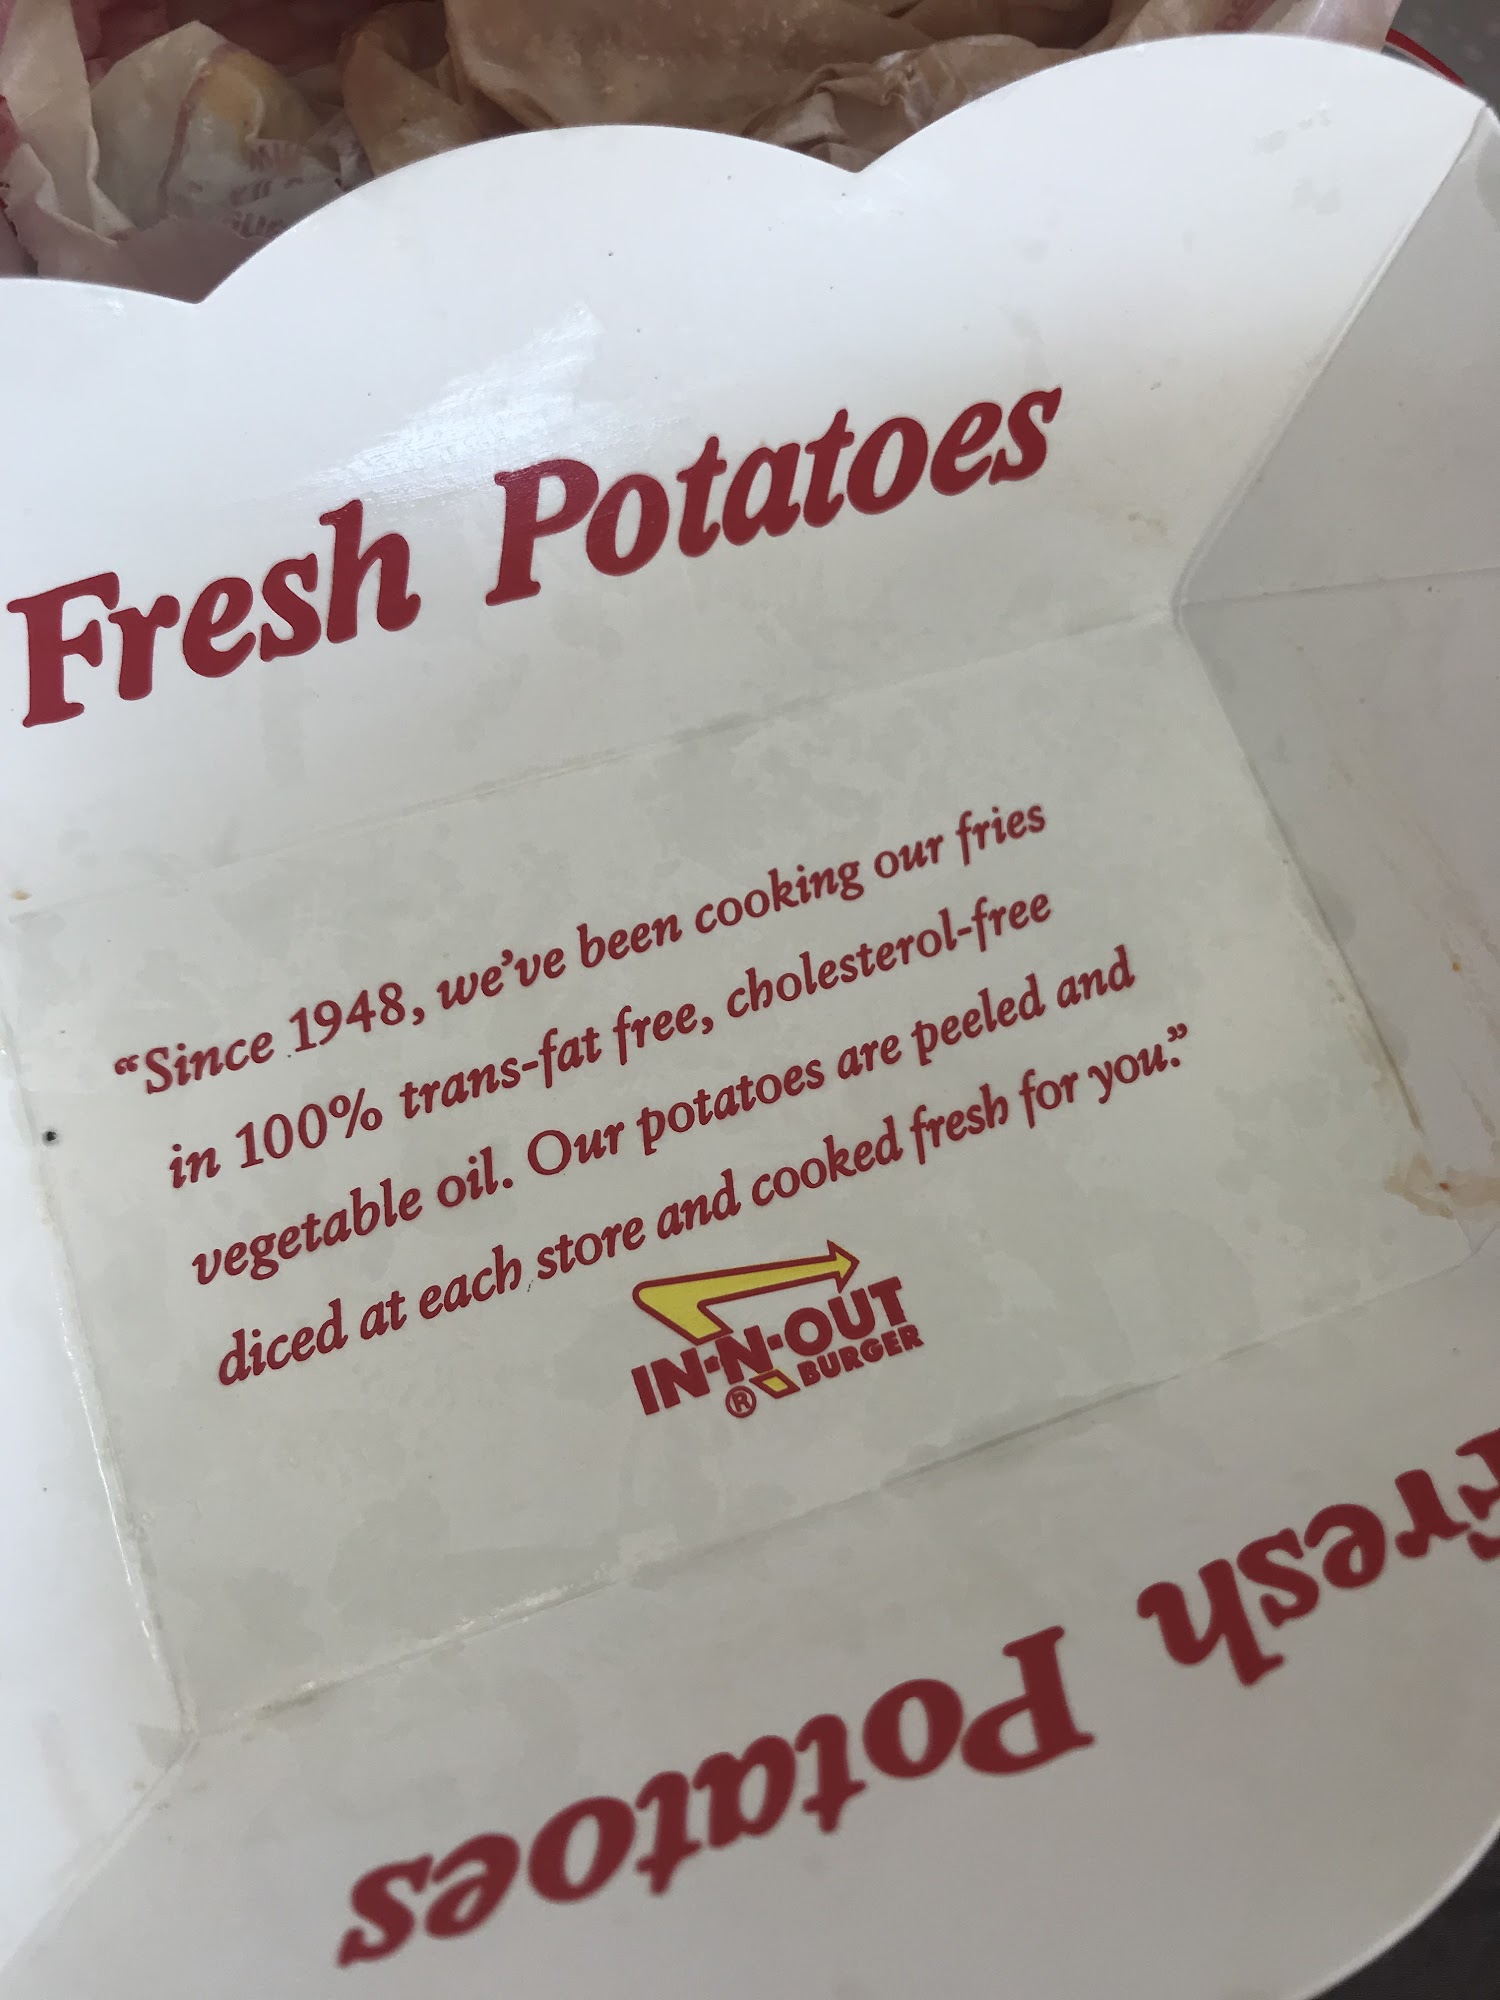 Fresh Potatoes
“Since 1948, we’ve been cooking our fries
in 100% trans-fat free, cholesterol-free
vegetable oil. Our potatoes are peeled and
diced at each store and cooked fresh for you.”
IN-N-OUT
® BURGER
Fresh Potatoes